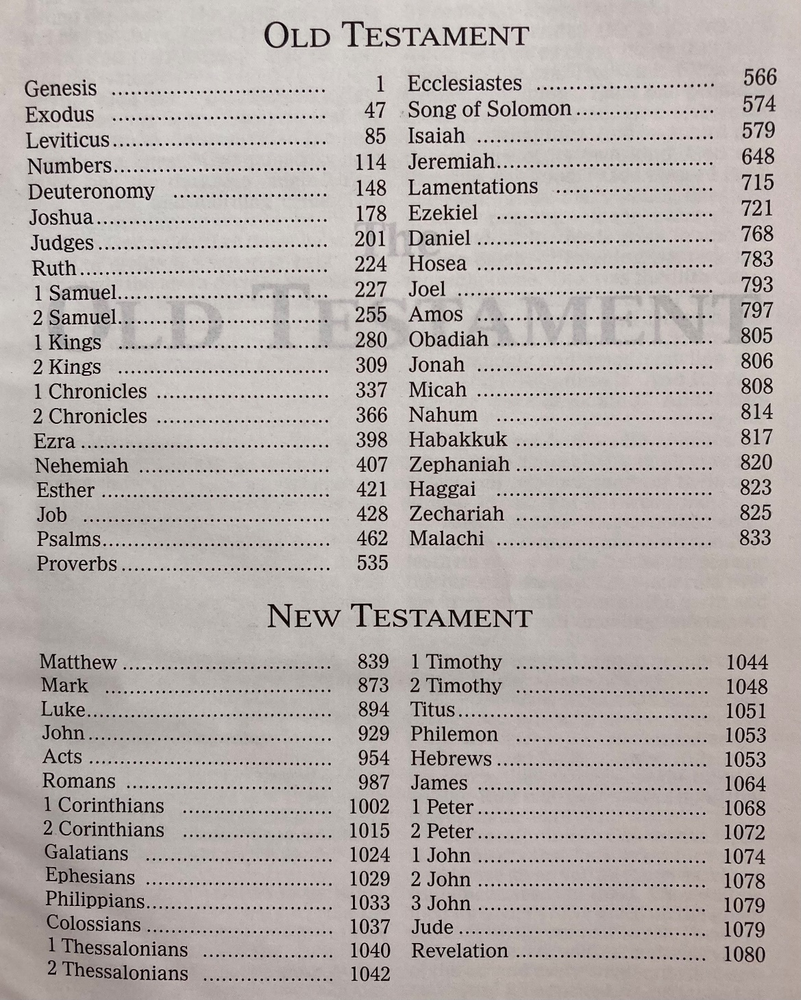 OLD TESTAMENT
Genesis .............................. 1
Exodus .............................. 47
Leviticus .............................. 85
Numbers .............................. 114
Deuteronomy .............................. 148
Joshua .............................. 178
Judges .............................. 201
Ruth .............................. 224
1 Samuel .............................. 227
2 Samuel .............................. 255
1 Kings .............................. 280
2 Kings .............................. 309
1 Chronicles .............................. 337
2 Chronicles .............................. 366
Ezra .............................. 398
Nehemiah .............................. 407
Esther .............................. 421
Job .............................. 428
Psalms .............................. 462
Proverbs .............................. 535
Ecclesiastes .............................. 566
Song of Solomon .............................. 574
Isaiah .............................. 579
Jeremiah .............................. 648
Lamentations .............................. 715
Ezekiel .............................. 721
Daniel .............................. 768
Hosea .............................. 783
Joel .............................. 793
Amos .............................. 797
Obadiah .............................. 805
Jonah .............................. 806
Micah .............................. 808
Nahum .............................. 814
Habakkuk .............................. 817
Zephaniah .............................. 820
Haggai .............................. 823
Zechariah .............................. 825
Malachi .............................. 833
The
OLD TESTAMENT
NEW TESTAMENT
Matthew .............................. 839
Mark .............................. 873
Luke .............................. 894
John .............................. 929
Acts .............................. 954
Romans .............................. 987
1 Corinthians .............................. 1002
2 Corinthians .............................. 1015
Galatians .............................. 1024
Ephesians .............................. 1029
Philippians .............................. 1033
Colossians .............................. 1037
1 Thessalonians .............................. 1040
2 Thessalonians .............................. 1042
1 Timothy .............................. 1044
2 Timothy .............................. 1048
Titus .............................. 1051
Philemon .............................. 1053
Hebrews .............................. 1053
James .............................. 1064
1 Peter .............................. 1068
2 Peter .............................. 1072
1 John .............................. 1074
2 John .............................. 1078
3 John .............................. 1079
Jude .............................. 1079
Revelation .............................. 1080